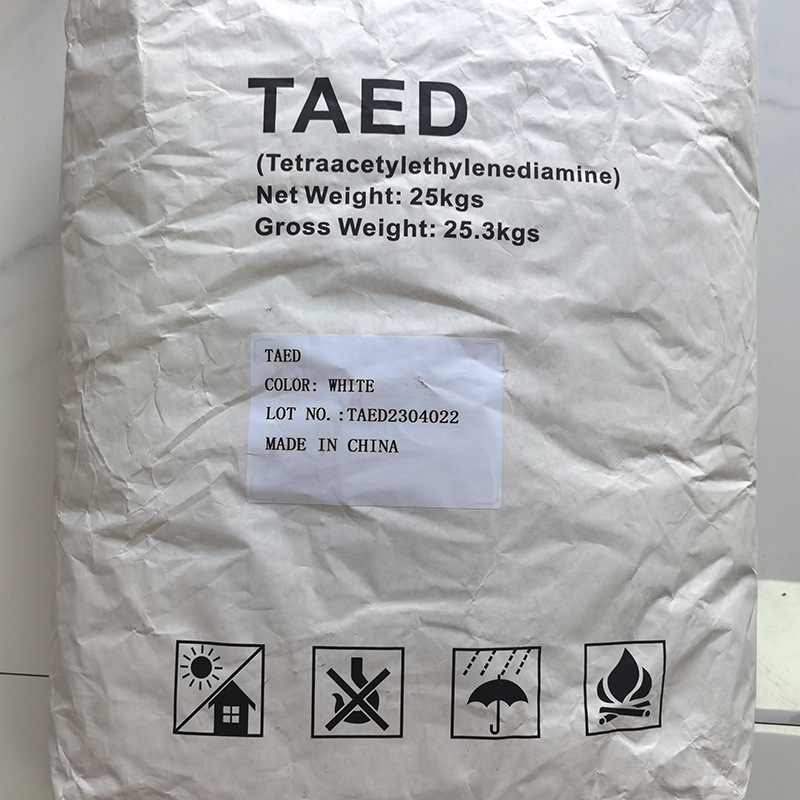 TAED
(Tetraacetylethylenediamine)
Net Weight: 25kgs
Gross Weight: 25.3kgs
TAED
COLOR: WHITE
LOT NO.:TAED2304022
MADE IN CHINA